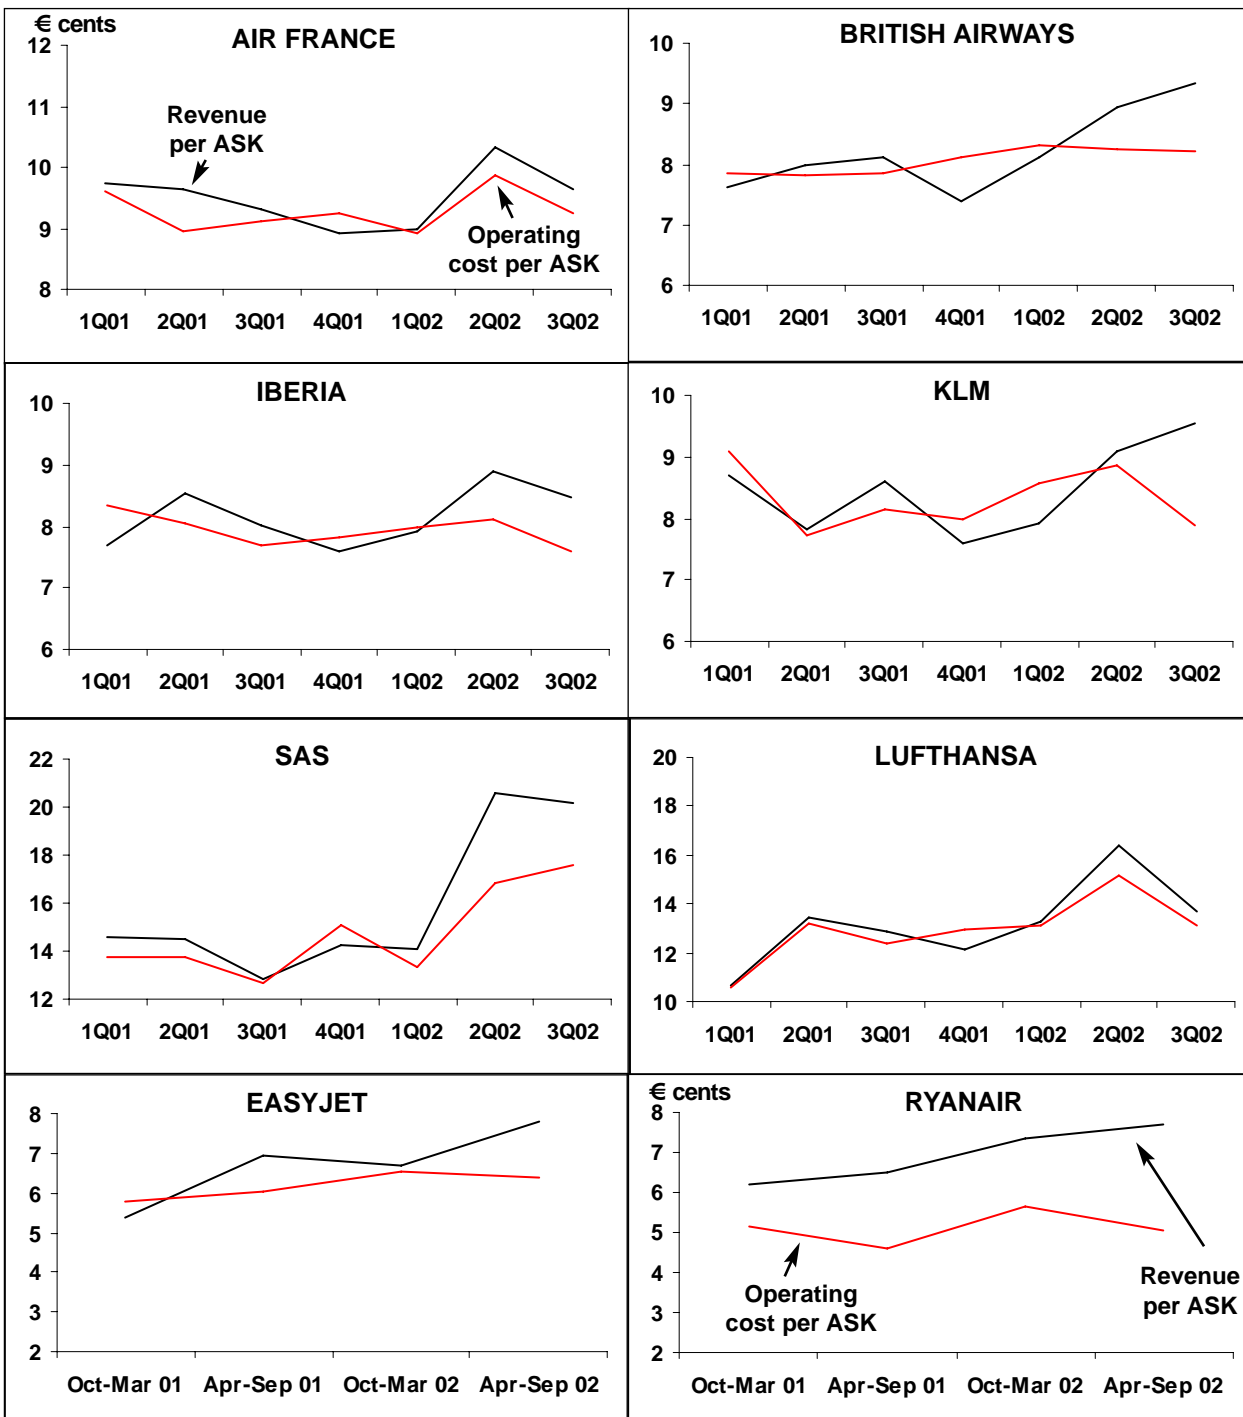 € cents
AIR FRANCE
12
11
10
9
8
Revenue
per ASK
Operating
cost per ASK
1Q01 2Q01 3Q01 4Q01 1Q02 2Q02 3Q02
BRITISH AIRWAYS
10
9
8
7
6
1Q01 2Q01 3Q01 4Q01 1Q02 2Q02 3Q02
IBERIA
10
9
8
7
6
1Q01 2Q01 3Q01 4Q01 1Q02 2Q02 3Q02
KLM
10
9
8
7
6
1Q01 2Q01 3Q01 4Q01 1Q02 2Q02 3Q02
SAS
22
20
18
16
14
12
1Q01 2Q01 3Q01 4Q01 1Q02 2Q02 3Q02
LUFTHANSA
20
18
16
14
12
10
1Q01 2Q01 3Q01 4Q01 1Q02 2Q02 3Q02
EASYJET
8
7
6
5
4
3
2
Oct-Mar 01 Apr-Sep 01 Oct-Mar 02 Apr-Sep 02
€ cents
RYANAIR
8
7
6
5
4
3
2
Operating
cost per ASK
Revenue
per ASK
Oct-Mar 01 Apr-Sep 01 Oct-Mar 02 Apr-Sep 02